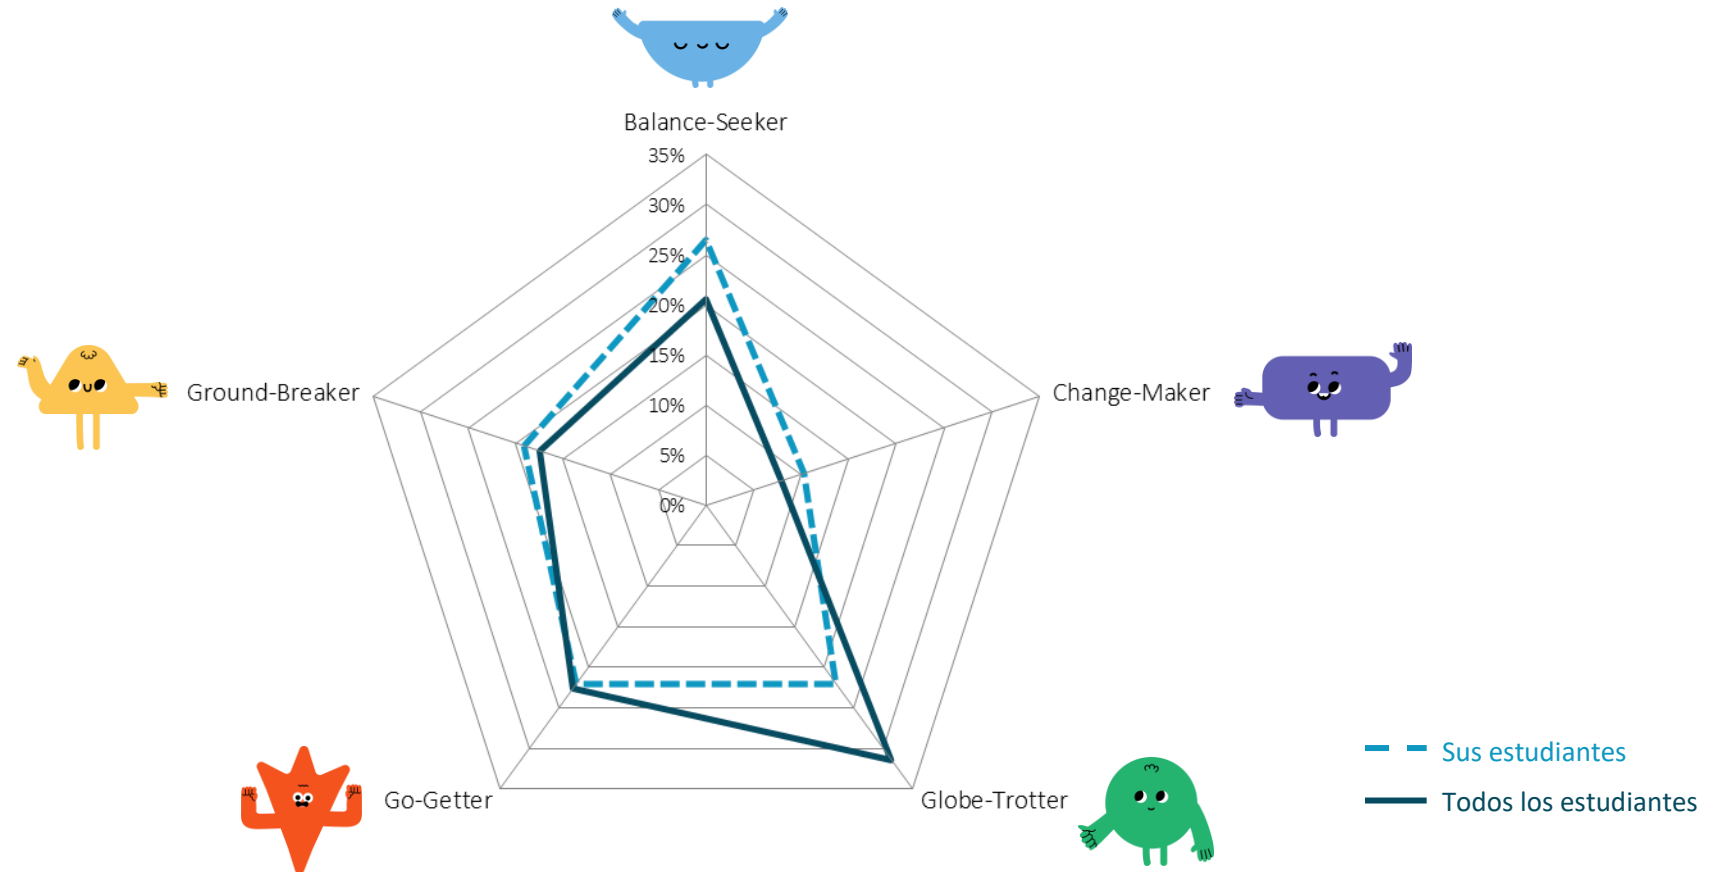 Balance-Seeker
35%
30%
25%
20%
15%
10%
5%
0%
Ground-Breaker
Change-Maker
Go-Getter
Globe-Trotter
Sus estudiantes
Todos los estudiantes